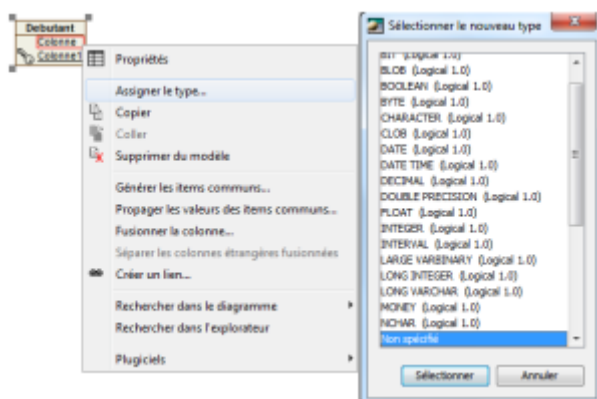 Debutant
Colonne
Colonne1
Propriétés
Assigner le type...
Copier
Coller
Supprimer du modèle
Générer les items communs...
Propager les valeurs des items communs...
Fusionner la colonne...
Séparer les colonnes étrangères fusionnées
Créer un lien...
Rechercher dans le diagramme
Rechercher dans l'explorateur
Plugiciels
Sélectionner le nouveau type
BIT (Logical 1.0)
BLOB (Logical 1.0)
BOOLEAN (Logical 1.0)
BYTE (Logical 1.0)
CHARACTER (Logical 1.0)
CLOB (Logical 1.0)
DATE (Logical 1.0)
DATE TIME (Logical 1.0)
DECIMAL (Logical 1.0)
DOUBLE PRECISION (Logical 1.0)
FLOAT (Logical 1.0)
INTEGER (Logical 1.0)
INTERVAL (Logical 1.0)
LARGE VARBINARY (Logical 1.0)
LONG INTEGER (Logical 1.0)
LONG VARCHAR (Logical 1.0)
MONEY (Logical 1.0)
NCHAR (Logical 1.0)
Non spécifié
Sélectionner
Annuler